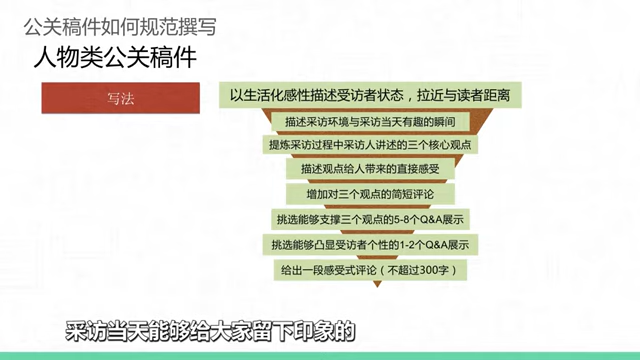 公关稿件如何规范撰写
人物类公关稿件
写法
以生活化感性描述受访者状态，拉近与读者距离
描述采访环境与采访当天有趣的瞬间
提炼采访过程中采访人讲述的三个核心观点
描述观点给人带来的直接感受
增加对三个观点的简短评论
挑选能够支撑三个观点的5-8个Q&A展示
挑选能够凸显受访者个性的1-2个Q&A展示
给出一段感受式评论（不超过300字）
采访当天能够给大家留下印象的